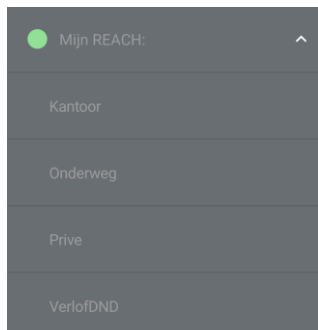 Mijn REACH:
Kantoor
Onderweg
Prive
VerlofDND